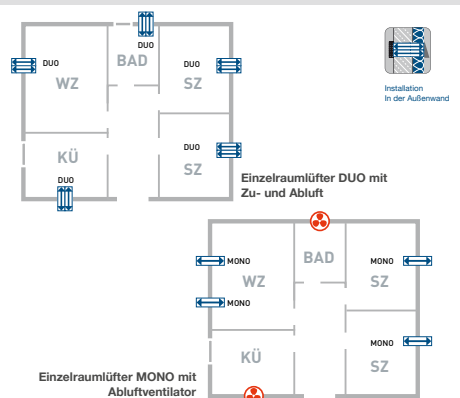 DUO
BAD
DUO
WZ
DUO
SZ
Installation
In der Außenwand
KÜ
DUO
DUO
SZ
Einzelraumlüfter DUO mit
Zu- und Abluft
BAD
MONO
WZ
MONO
MONO
SZ
KÜ
MONO
SZ
Einzelraumlüfter MONO mit
Abluftventilator